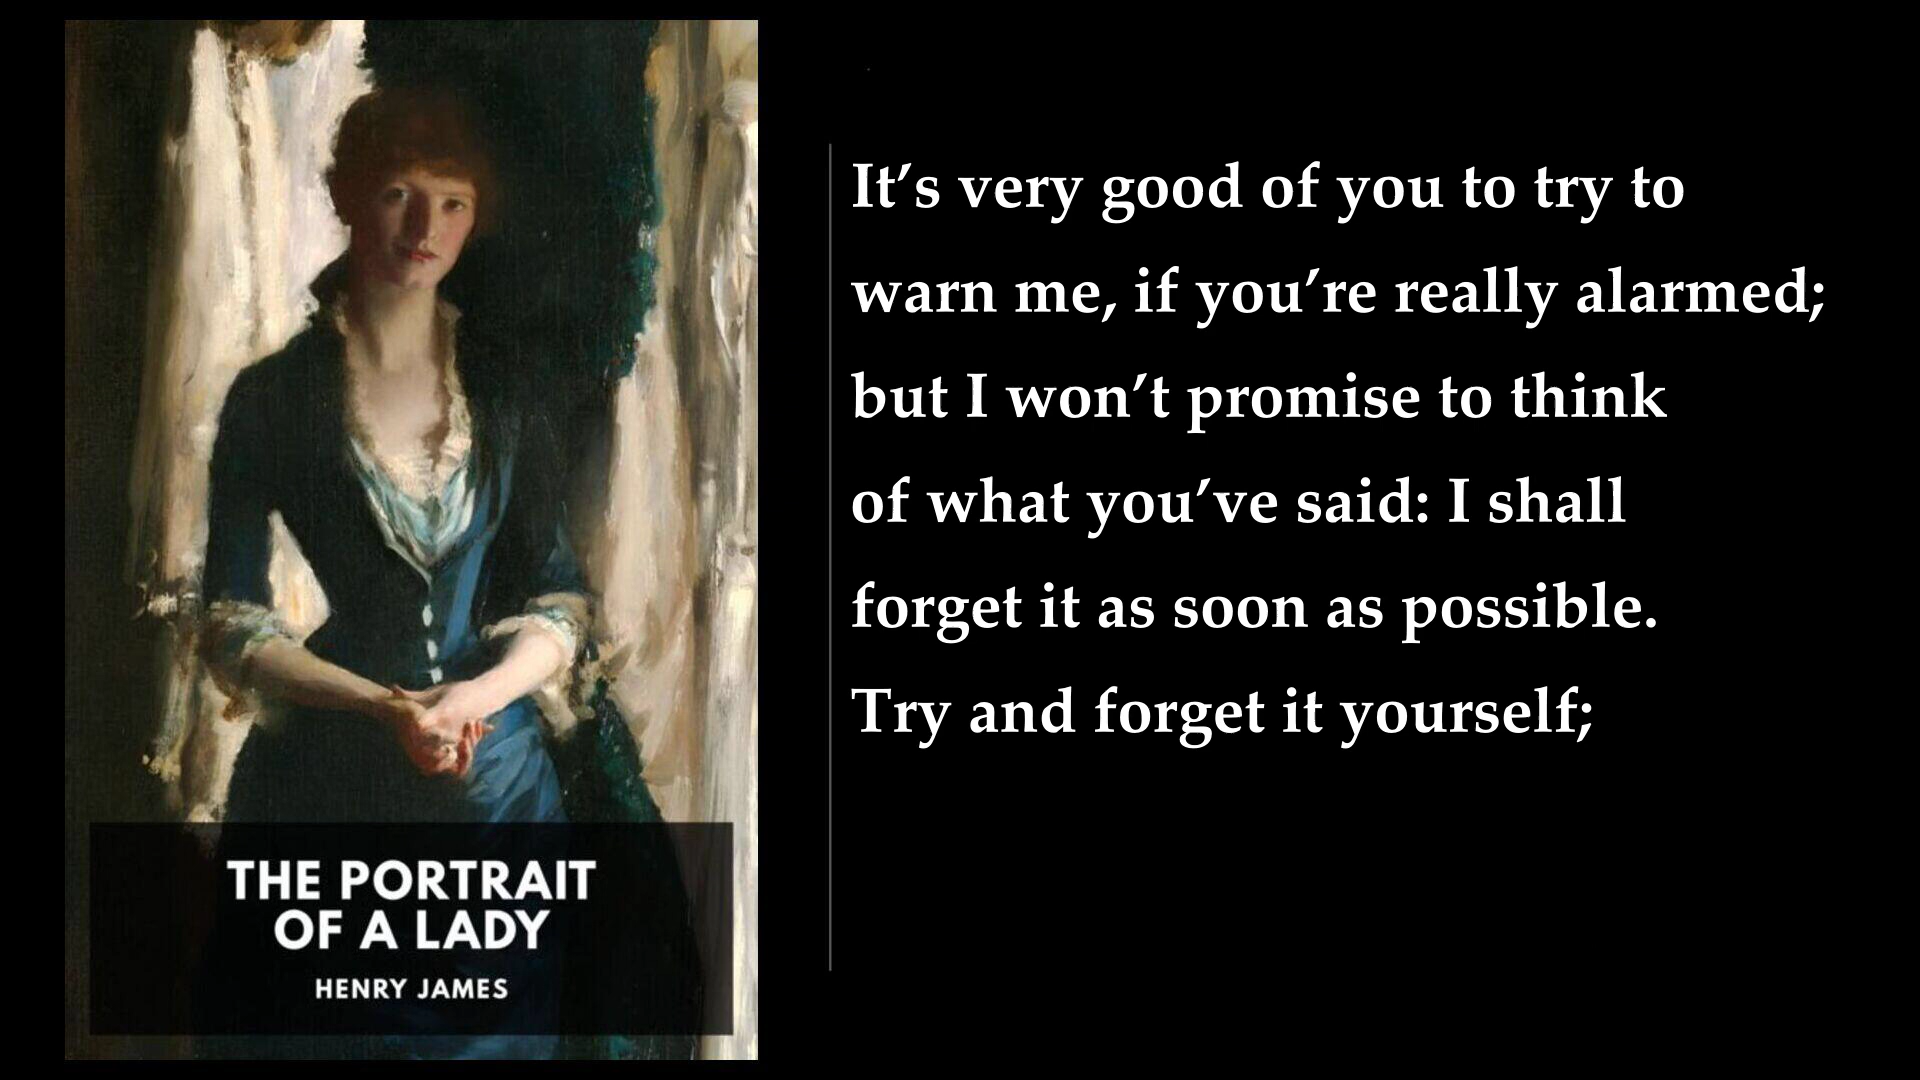 It’s very good of you to try to
warn me, if you’re really alarmed;
but I won’t promise to think
of what you’ve said: I shall
forget it as soon as possible.
Try and forget it yourself;
THE PORTRAIT
OF A LADY
HENRY JAMES